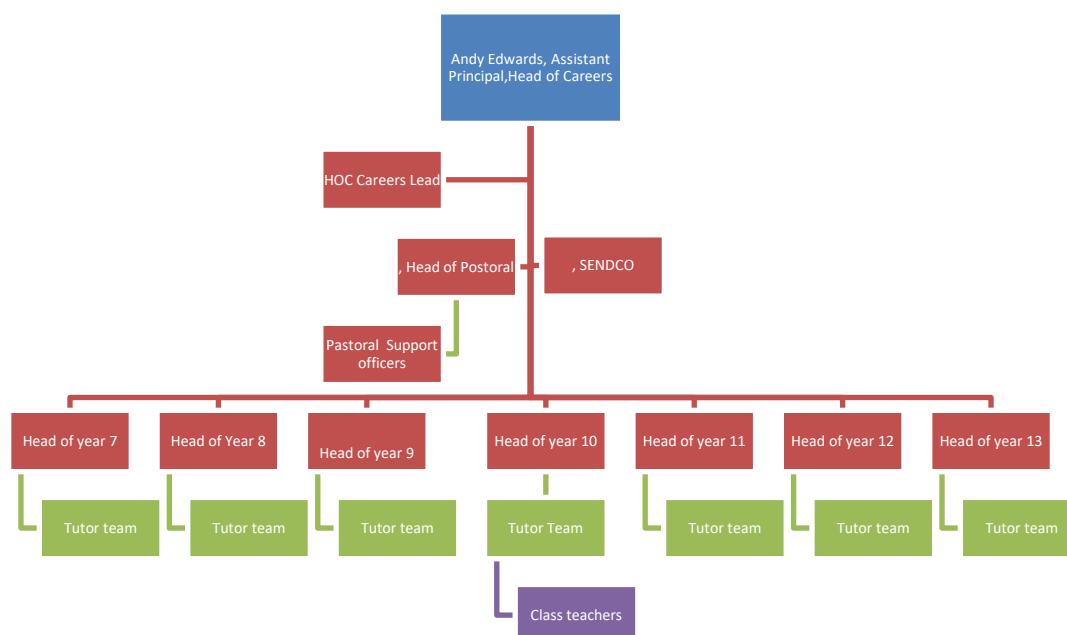 Andy Edwards, Assistant
Principal,Head of Careers
HOC Careers Lead
, Head of Postoral
, SENDCO
Pastoral Support
officers
Head of year 7
Head of Year 8
Head of year 9
Head of year 10
Head of year 11
Head of year 12
Head of year 13
Tutor team
Tutor team
Tutor team
Tutor Team
Tutor team
Tutor team
Tutor team
Class teachers